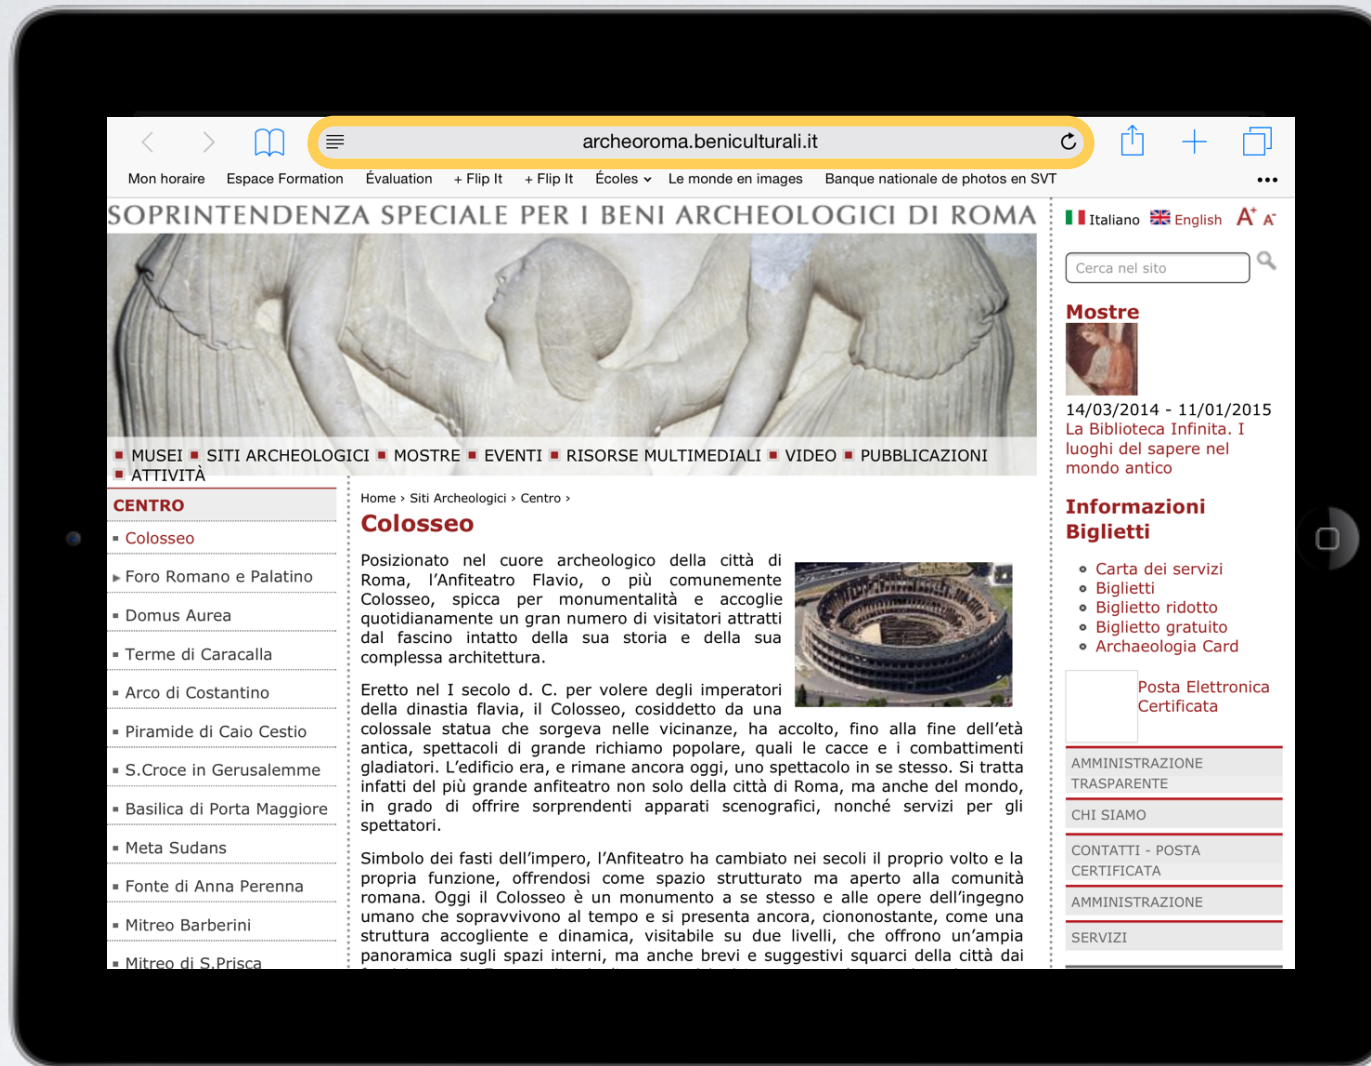 archeoroma.beniculturali.it
Mon horaire Espace Formation Évaluation + Flip It + Flip It Écoles Le monde en images Banque nationale de photos en SVT
SOPRINTENDENZA SPECIALE PER I BENI ARCHEOLOGICI DI ROMA
MUSEI SITI ARCHEOLOGICI MOSTRE EVENTI RISORSE MULTIMEDIALI VIDEO PUBBLICAZIONI
ATTIVITÀ
CENTRO
Colosseo
Foro Romano e Palatino
Domus Aurea
Terme di Caracalla
Arco di Costantino
Piramide di Caio Cestio
S.Croce in Gerusalemme
Basilica di Porta Maggiore
Meta Sudans
Fonte di Anna Perenna
Mitreo Barberini
Mitreo di S.Prisca
Home › Siti Archeologici › Centro ›
Colosseo
Posizionato nel cuore archeologico della città di
Roma, l'Anfiteatro Flavio, o più comunemente
Colosseo, spicca per monumentalità e accoglie
quotidianamente un gran numero di visitatori attratti
dal fascino intatto della sua storia e della sua
complessa architettura.
Eretto nel I secolo d. C. per volere degli imperatori
della dinastia flavia, il Colosseo, cosiddetto da una
colossale statua che sorgeva nelle vicinanze, ha accolto, fino alla fine dell'età
antica, spettacoli di grande richiamo popolare, quali le cacce e i combattimenti
gladiatori. L'edificio era, e rimane ancora oggi, uno spettacolo in se stesso. Si tratta
infatti del più grande anfiteatro non solo della città di Roma, ma anche del mondo,
in grado di offrire sorprendenti apparati scenografici, nonché servizi per gli
spettatori.
Simbolo dei fasti dell'impero, l'Anfiteatro ha cambiato nei secoli il proprio volto e la
propria funzione, offrendosi come spazio strutturato ma aperto alla comunità
romana. Oggi il Colosseo è un monumento a se stesso e alle opere dell'ingegno
umano che sopravvivono al tempo e si presenta ancora, ciononostante, come una
struttura accogliente e dinamica, visitabile su due livelli, che offrono un'ampia
panoramica sugli spazi interni, ma anche brevi e suggestivi squarci della città dai
Italiano English A+ A-
Cerca nel sito
Mostre
14/03/2014 - 11/01/2015
La Biblioteca Infinita. I
luoghi del sapere nel
mondo antico
Informazioni
Biglietti
Carta dei servizi
Biglietti
Biglietto ridotto
Biglietto gratuito
Archaeologia Card
Posta Elettronica
Certificata
AMMINISTRAZIONE
TRASPARENTE
CHI SIAMO
CONTATTI - POSTA
CERTIFICATA
AMMINISTRAZIONE
SERVIZI